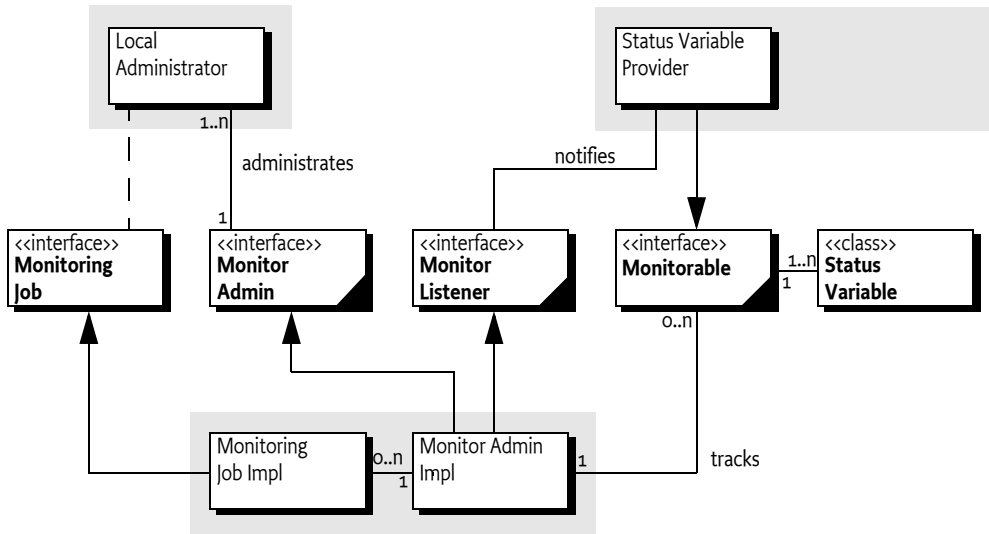 Local
Administrator
Status Variable
Provider
1..n
administrates
notifies
1
<<interface>>
Monitoring
Job
<<interface>>
Monitor
Admin
<<interface>>
Monitor
Listener
<<interface>>
Monitorable
1..n
1
<<class>>
Status
Variable
0..n
Monitoring
Job Impl
0..n
1
Monitor Admin
Impl
1
tracks